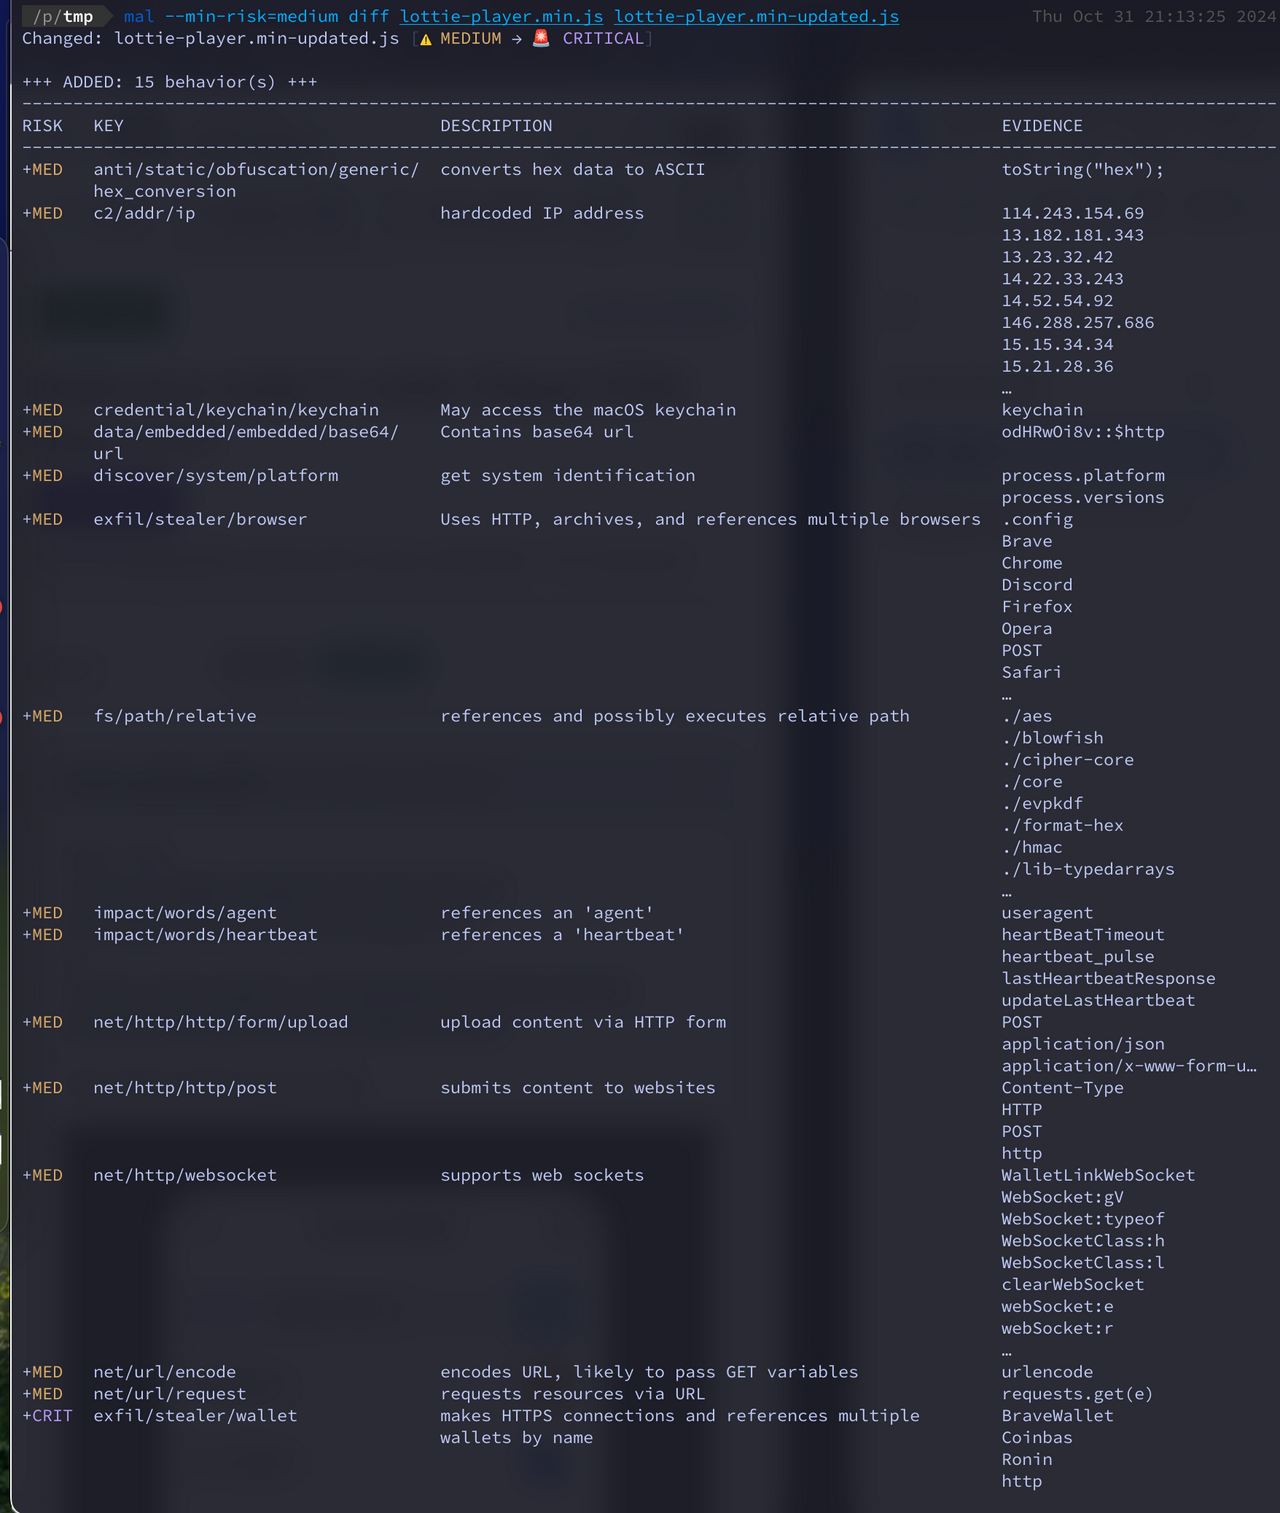 /p/tmp mal --min-risk=medium diff lottie-player.min.js lottie-player.min-updated.js Thu Oct 31 21:13:25 2024
Changed: lottie-player.min-updated.js [⚠️ MEDIUM → 🚨 CRITICAL]
+++ ADDED: 15 behavior(s) +++
RISK KEY DESCRIPTION EVIDENCE
+MED anti/static/obfuscation/generic/ converts hex data to ASCII toString("hex");
hex_conversion
+MED c2/addr/ip hardcoded IP address 114.243.154.69
13.182.181.343
13.23.32.42
14.22.33.243
14.52.54.92
146.288.257.686
15.15.34.34
15.21.28.36
…
+MED credential/keychain/keychain May access the macOS keychain keychain
+MED data/embedded/embedded/base64/ Contains base64 url odHRwOi8v::$http
url
+MED discover/system/platform get system identification process.platform
process.versions
+MED exfil/stealer/browser Uses HTTP, archives, and references multiple browsers .config
Brave
Chrome
Discord
Firefox
Opera
POST
Safari
…
+MED fs/path/relative references and possibly executes relative path ./aes
./blowfish
./cipher-core
./core
./evpkdf
./format-hex
./hmac
./lib-typedarrays
…
+MED impact/words/agent references an 'agent' useragent
+MED impact/words/heartbeat references a 'heartbeat' heartBeatTimeout
heartbeat_pulse
lastHeartbeatResponse
updateLastHeartbeat
+MED net/http/http/form/upload upload content via HTTP form POST
application/json
application/x-www-form-u…
+MED net/http/http/post submits content to websites Content-Type
HTTP
POST
http
+MED net/http/websocket supports web sockets WalletLinkWebSocket
WebSocket:gV
WebSocket:typeof
WebSocketClass:h
WebSocketClass:l
clearWebSocket
webSocket:e
webSocket:r
…
+MED net/url/encode encodes URL, likely to pass GET variables urlencode
+MED net/url/request requests resources via URL requests.get(e)
+CRIT exfil/stealer/wallet makes HTTPS connections and references multiple BraveWallet
wallets by name Coinbas
Ronin
http